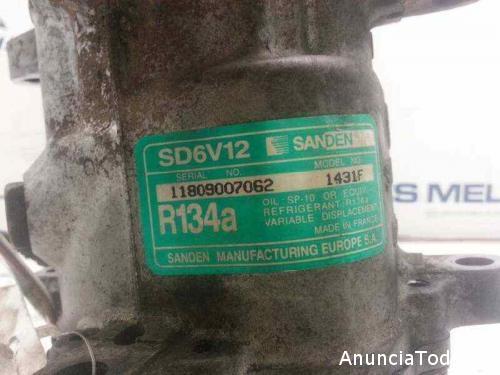 SD6V12 SANDEN
SERIAL NO. MODEL NO.
11809007062 1431F
R134a
OIL: SP-10 OR EQUIV.
REFRIGERANT: R134a
VARIABLE DISPLACEMENT
MADE IN FRANCE
SANDEN MANUFACTURING EUROPE S.A.
S MEL
AnunciaTod